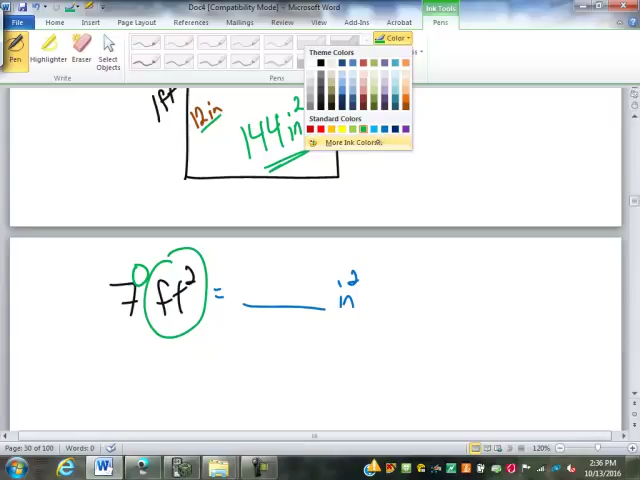 Doc4 [Compatibility Mode] - Microsoft Word
Ink Tools
File
Home
Insert
Page Layout
References
Mailings
Review
View
Add-Ins
Acrobat
Pens
Pen
Highlighter
Eraser
Select
Objects
Write
Pens
Color
Theme Colors
Standard Colors
More Ink Colors...
1ft
12in
144 in²
7 ft² = ______ in²
Page: 30 of 100
Words: 0
120%
2:36 PM
10/13/2016